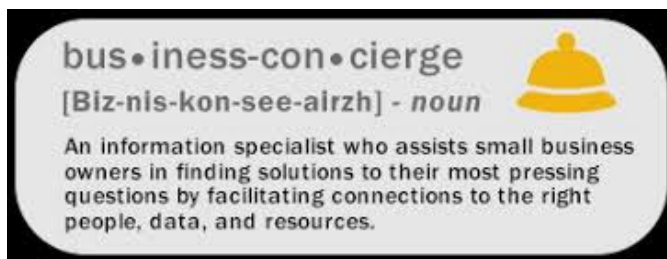 bus•iness-con•cierge
[Biz-nis-kon-see-airzh] - noun
An information specialist who assists small business
owners in finding solutions to their most pressing
questions by facilitating connections to the right
people, data, and resources.